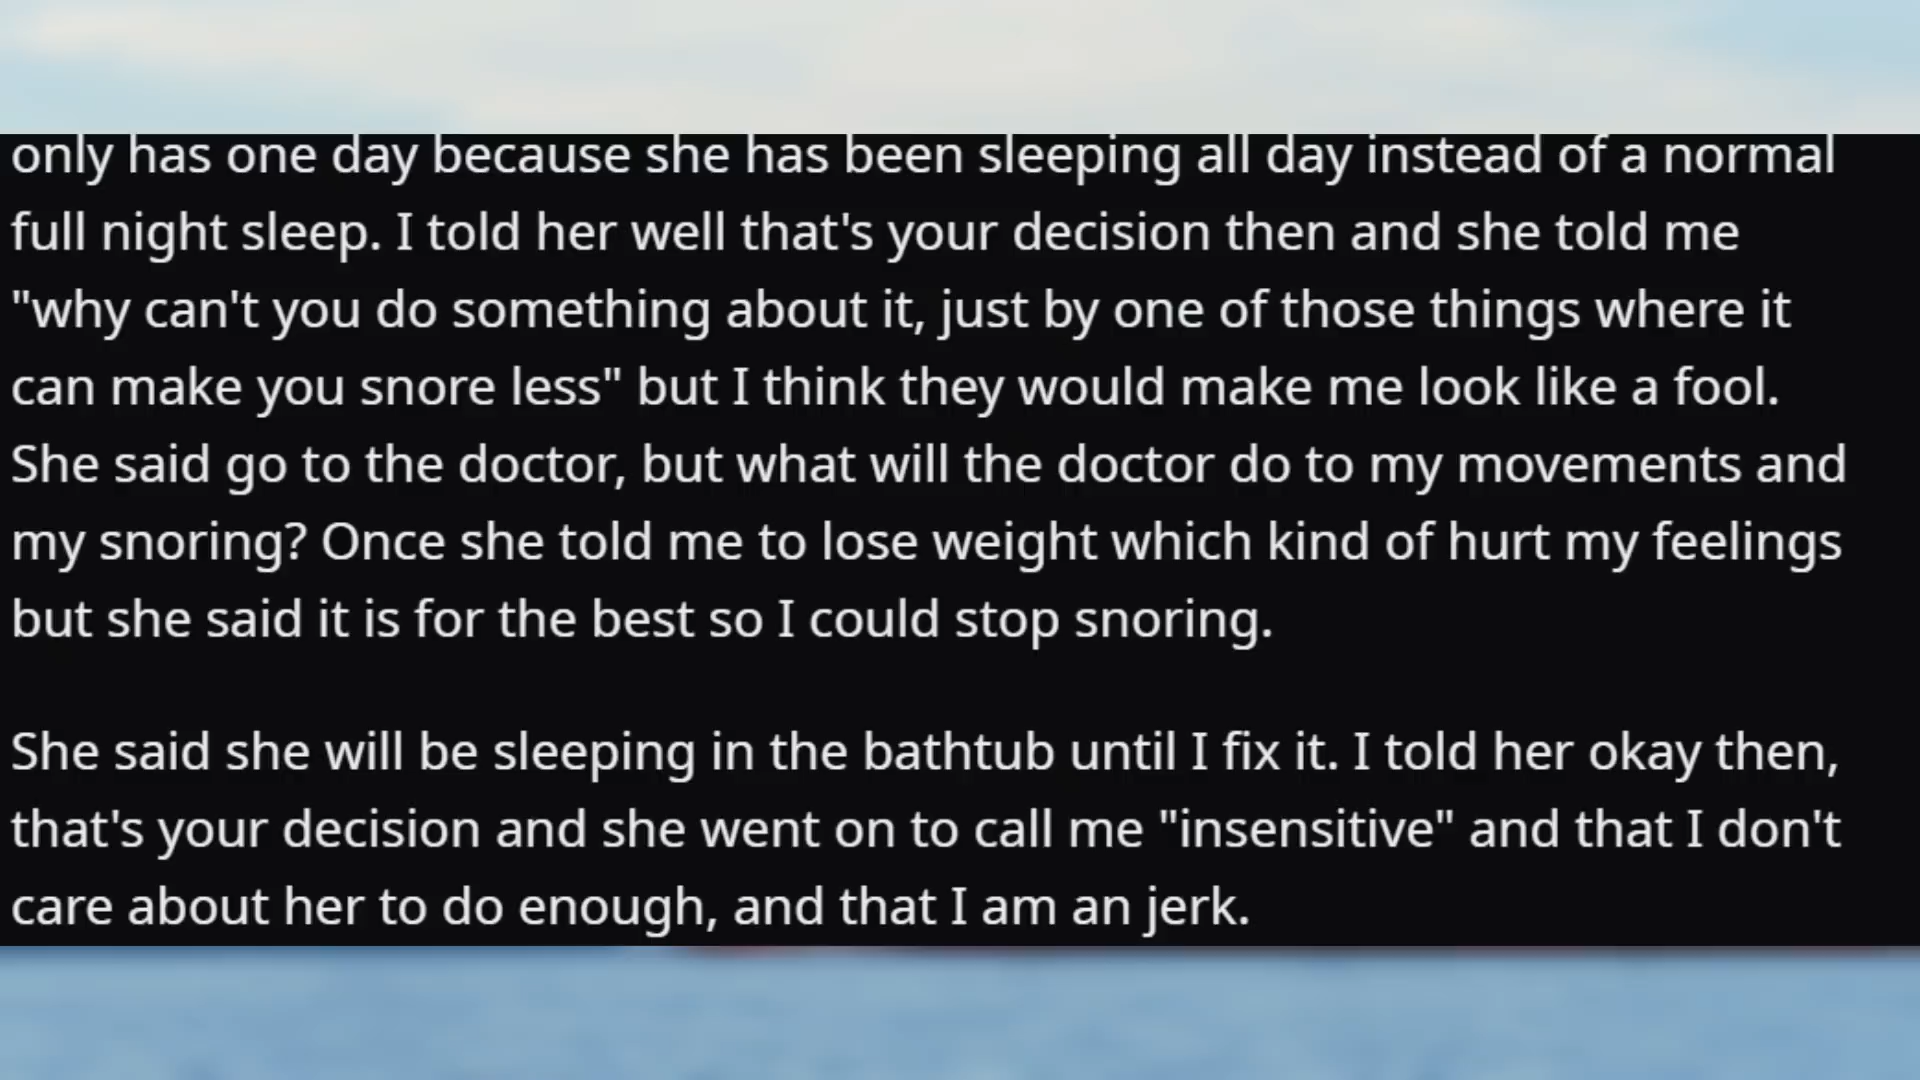 only has one day because she has been sleeping all day instead of a normal
full night sleep. I told her well that's your decision then and she told me
"why can't you do something about it, just by one of those things where it
can make you snore less" but I think they would make me look like a fool.
She said go to the doctor, but what will the doctor do to my movements and
my snoring? Once she told me to lose weight which kind of hurt my feelings
but she said it is for the best so I could stop snoring.
She said she will be sleeping in the bathtub until I fix it. I told her okay then,
that's your decision and she went on to call me "insensitive" and that I don't
care about her to do enough, and that I am an jerk.